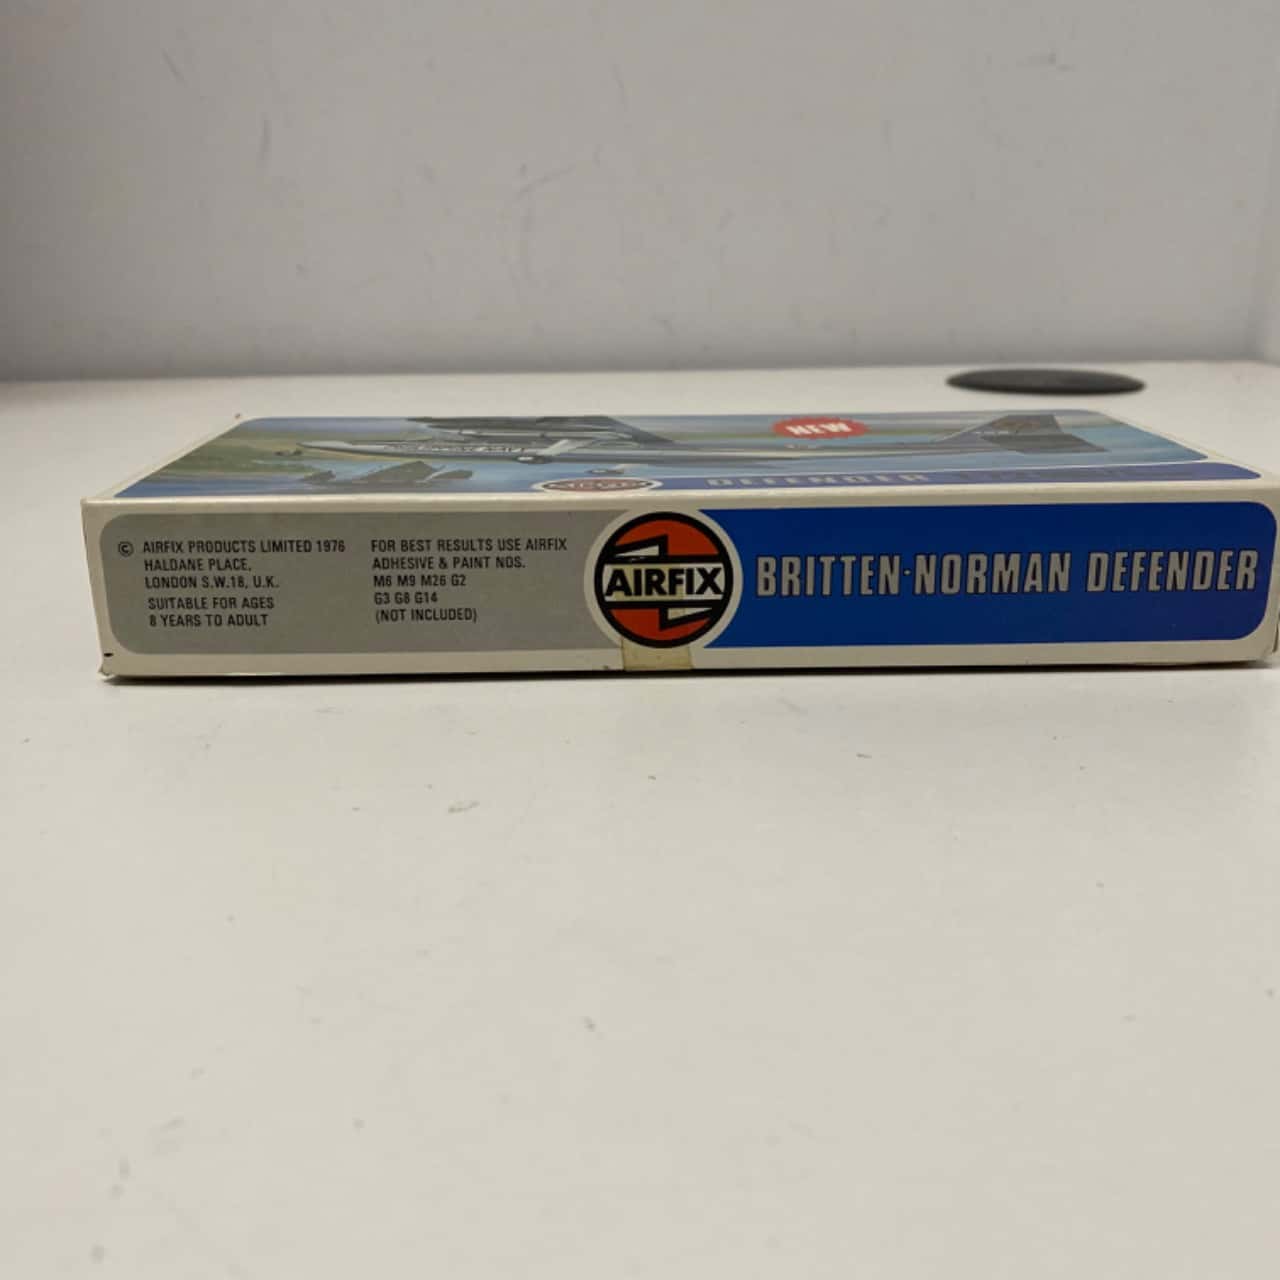 NEW
DEFENDER
© AIRFIX PRODUCTS LIMITED 1976
HALDANE PLACE,
LONDON S.W.18, U.K.
SUITABLE FOR AGES
8 YEARS TO ADULT
FOR BEST RESULTS USE AIRFIX
ADHESIVE & PAINT NOS.
M6 M9 M26 G2
G3 G8 G14
(NOT INCLUDED)
AIRFIX
BRITTEN·NORMAN DEFENDER